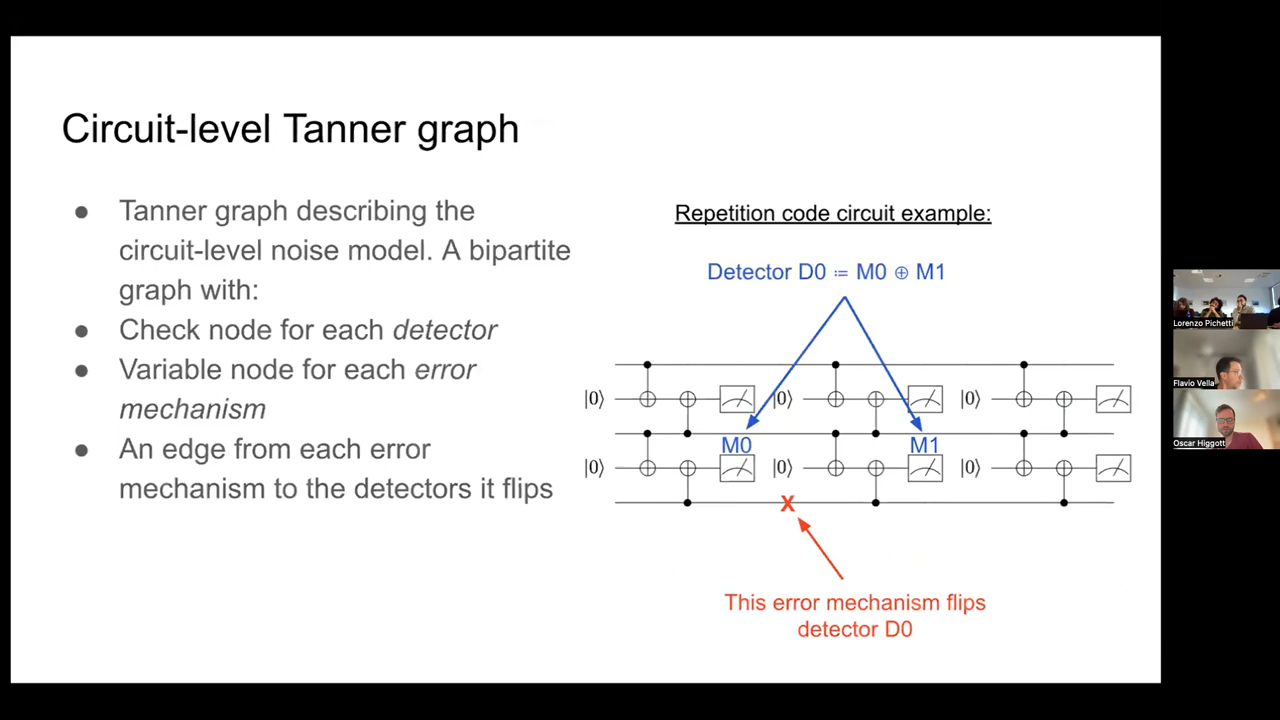 Circuit-level Tanner graph
● Tanner graph describing the
circuit-level noise model. A bipartite
graph with:
● Check node for each detector
● Variable node for each error
mechanism
● An edge from each error
mechanism to the detectors it flips
Repetition code circuit example:
Detector D0 ≔ M0 ⊕ M1
|0⟩ |0⟩ |0⟩
M0 M1
|0⟩ |0⟩ |0⟩
X
This error mechanism flips
detector D0
Lorenzo Pichetti
Flavio Vella
Oscar Higgott